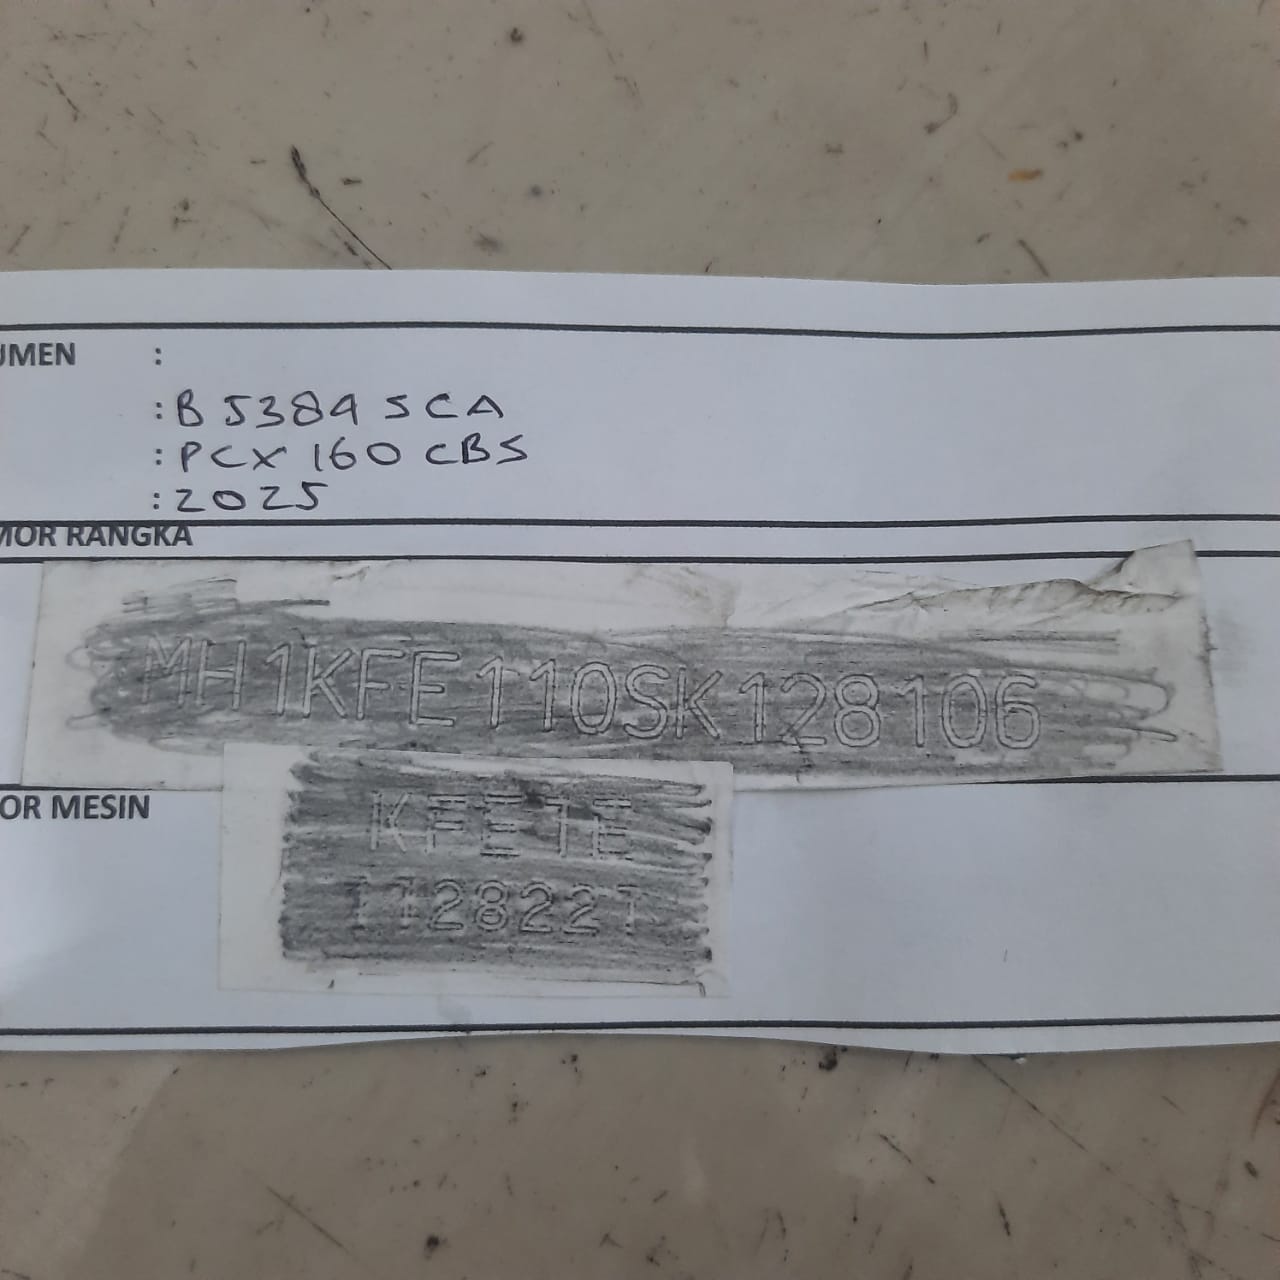 UMEN :
: B 5384 SCA
: PCX 160 CBS
: 2025
MOR RANGKA
MH1KFE110SK128106
OR MESIN
KFE1E
1128221